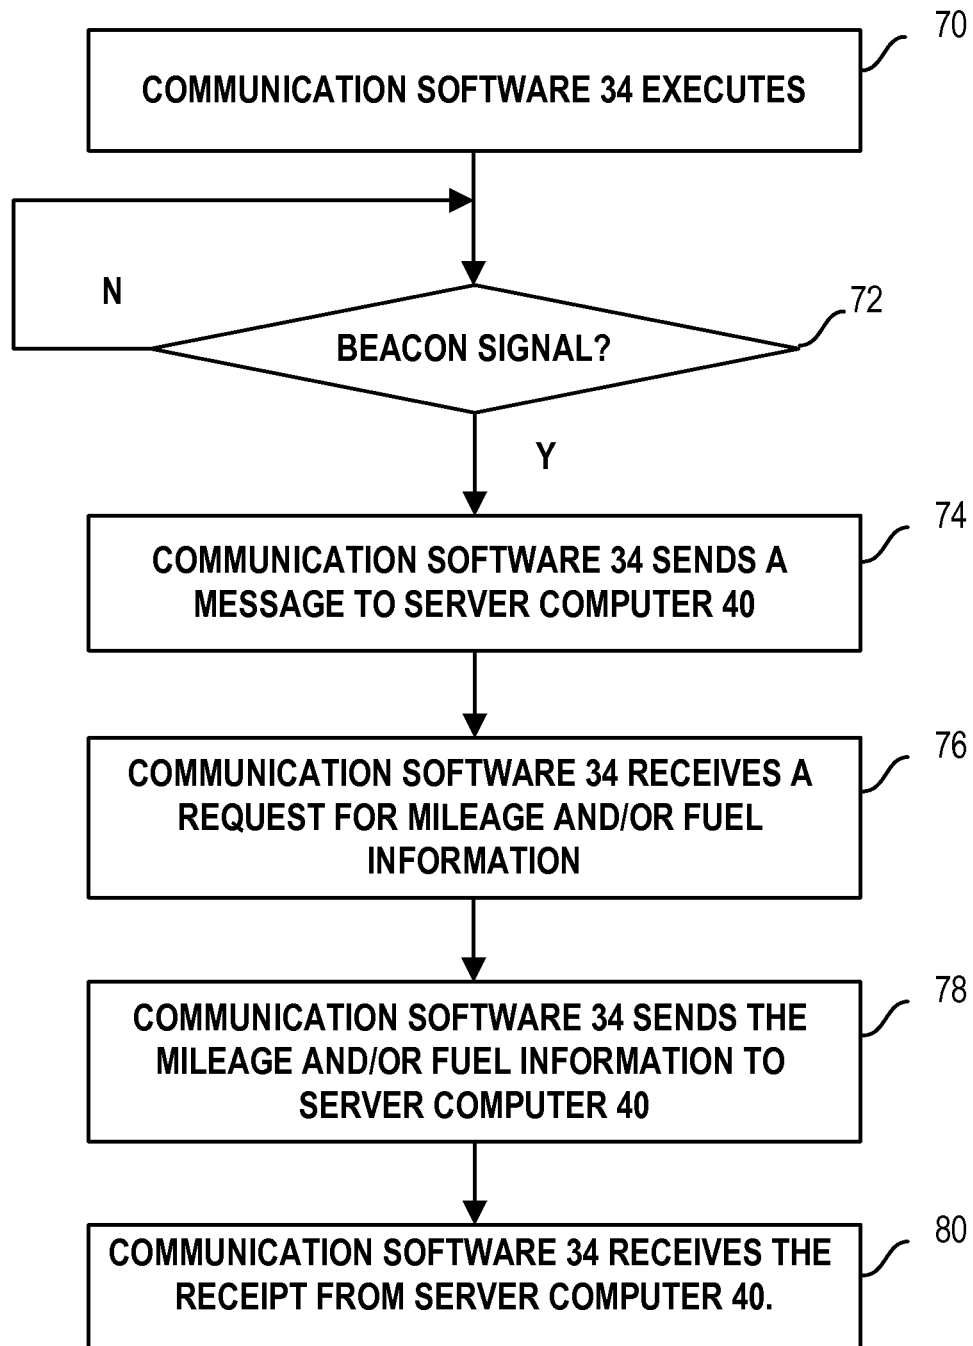 70
COMMUNICATION SOFTWARE 34 EXECUTES
N
72
BEACON SIGNAL?
Y
74
COMMUNICATION SOFTWARE 34 SENDS A
MESSAGE TO SERVER COMPUTER 40
76
COMMUNICATION SOFTWARE 34 RECEIVES A
REQUEST FOR MILEAGE AND/OR FUEL
INFORMATION
78
COMMUNICATION SOFTWARE 34 SENDS THE
MILEAGE AND/OR FUEL INFORMATION TO
SERVER COMPUTER 40
80
COMMUNICATION SOFTWARE 34 RECEIVES THE
RECEIPT FROM SERVER COMPUTER 40.